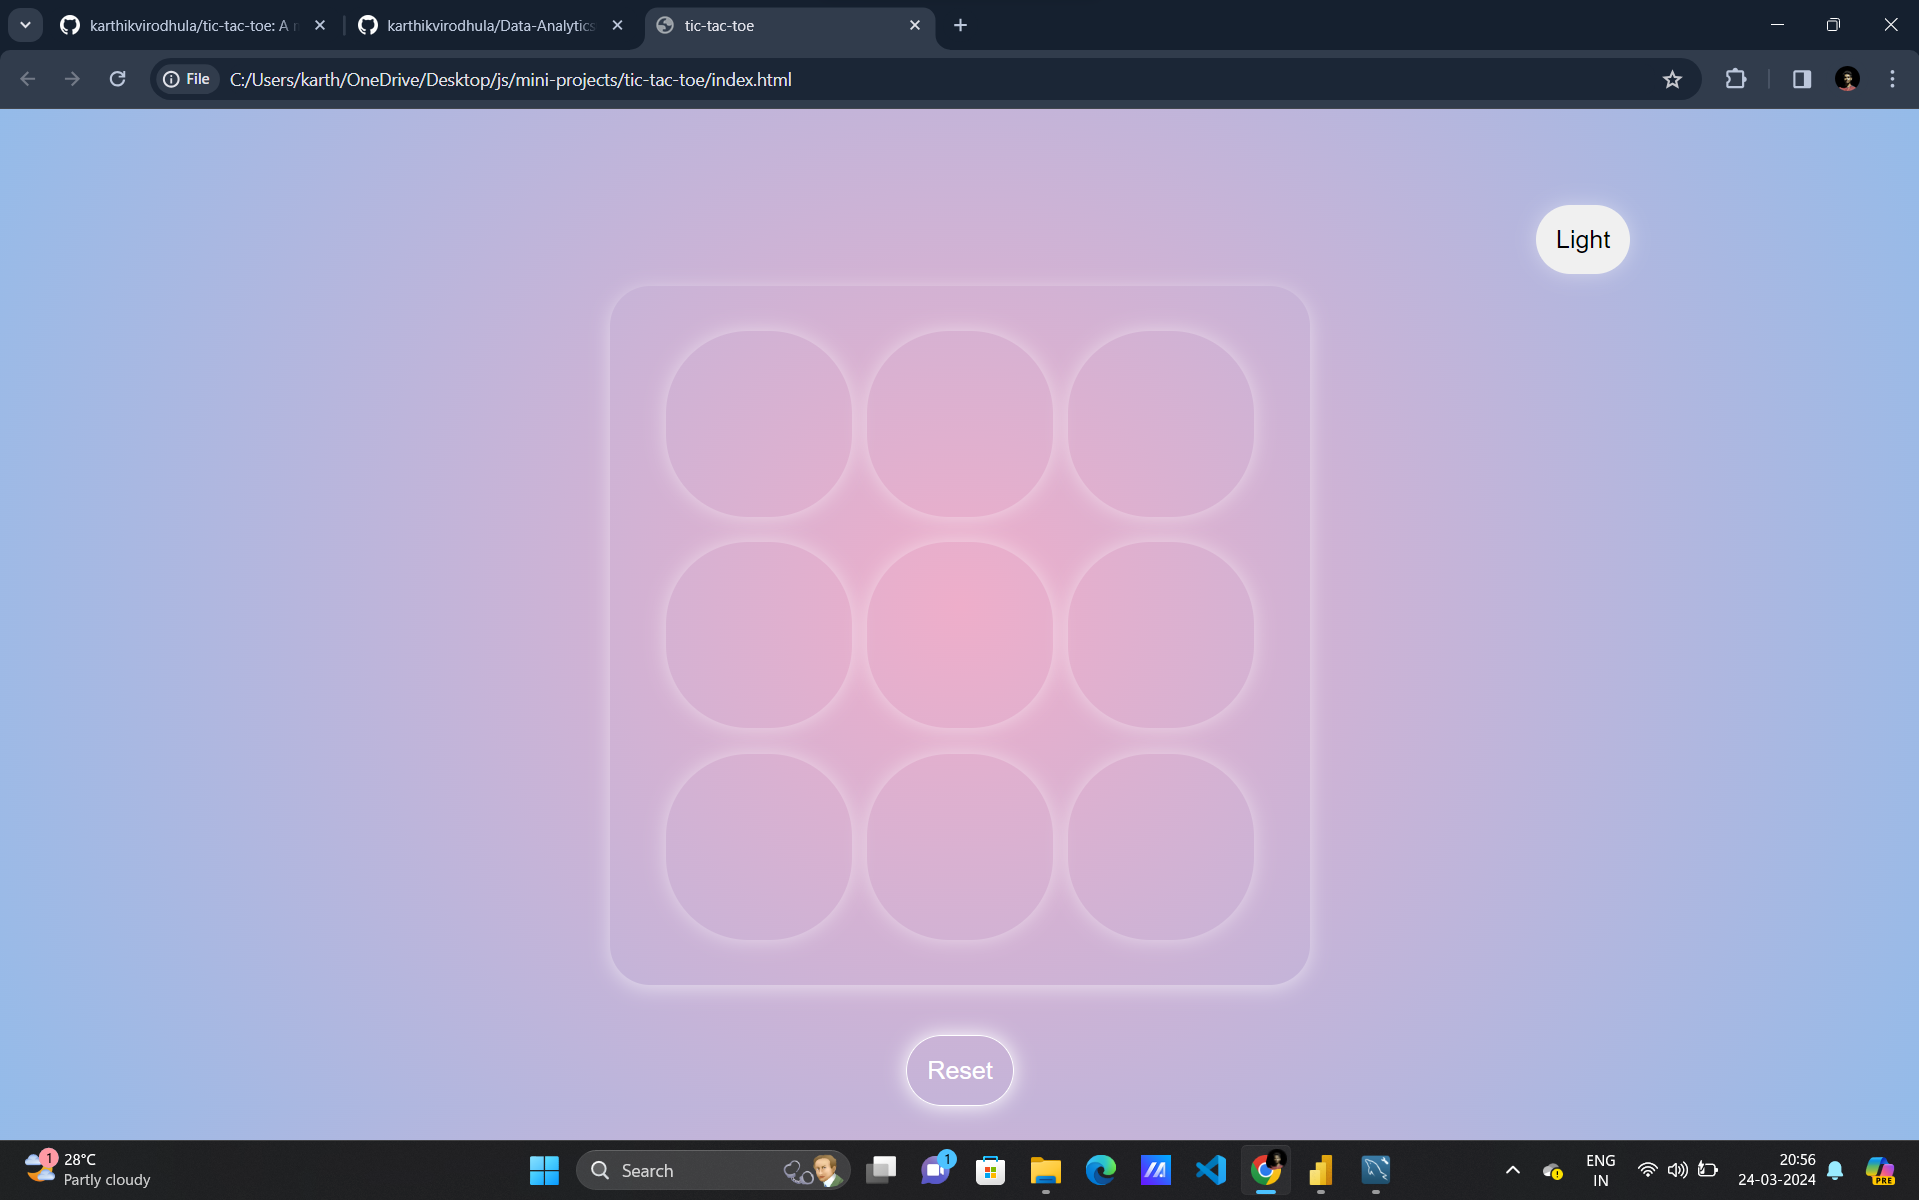 karthikvirodhula/tic-tac-toe: A
karthikvirodhula/Data-Analytics
tic-tac-toe
File
C:/Users/karth/OneDrive/Desktop/js/mini-projects/tic-tac-toe/index.html
Light
Reset
1
28°C
Partly cloudy
Search
1
ENG
IN
20:56
24-03-2024
PRE